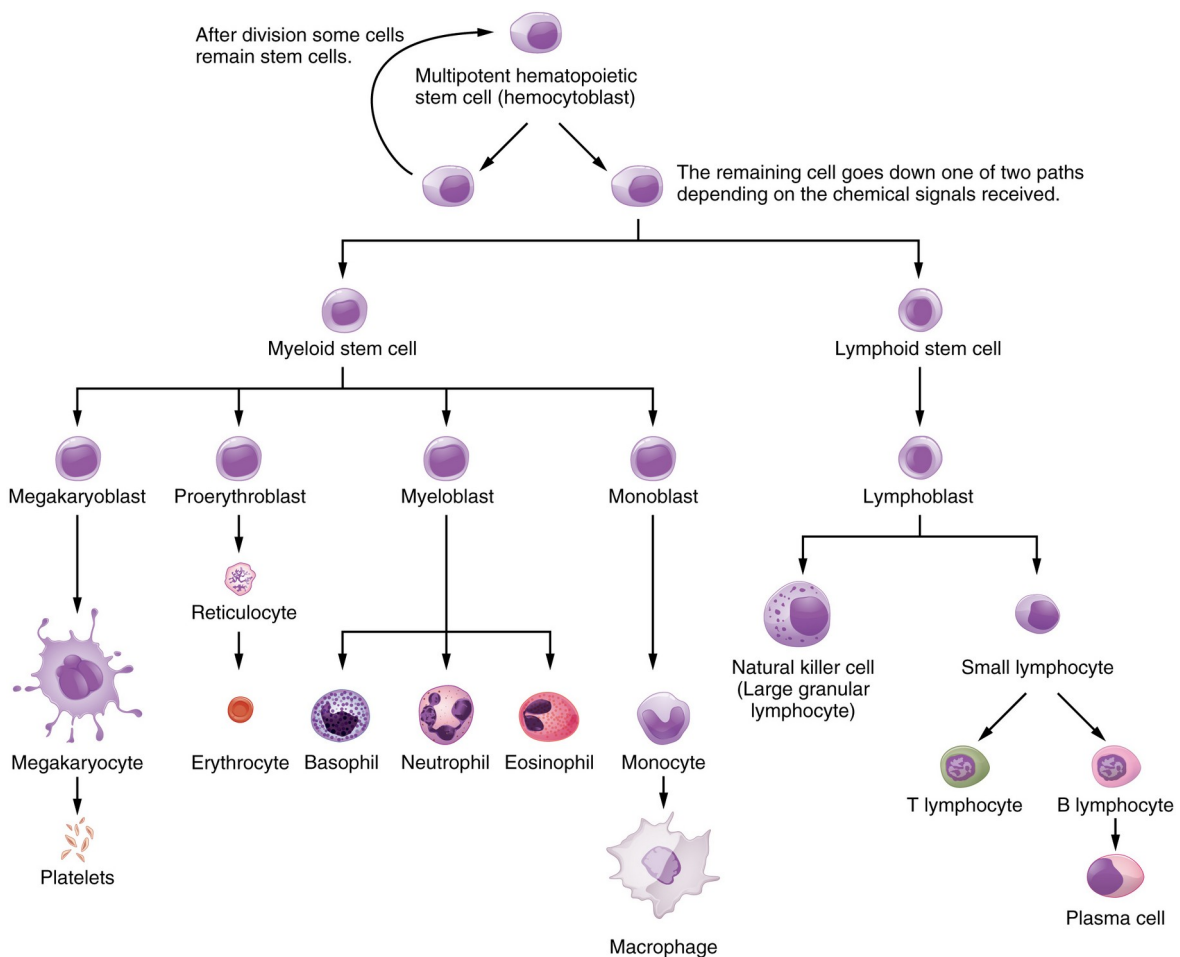 After division some cells
remain stem cells.
Multipotent hematopoietic
stem cell (hemocytoblast)
The remaining cell goes down one of two paths
depending on the chemical signals received.
Myeloid stem cell
Lymphoid stem cell
Megakaryoblast
Proerythroblast
Myeloblast
Monoblast
Lymphoblast
Reticulocyte
Natural killer cell
(Large granular
lymphocyte)
Small lymphocyte
Megakaryocyte
Erythrocyte
Basophil
Neutrophil
Eosinophil
Monocyte
T lymphocyte
B lymphocyte
Platelets
Macrophage
Plasma cell